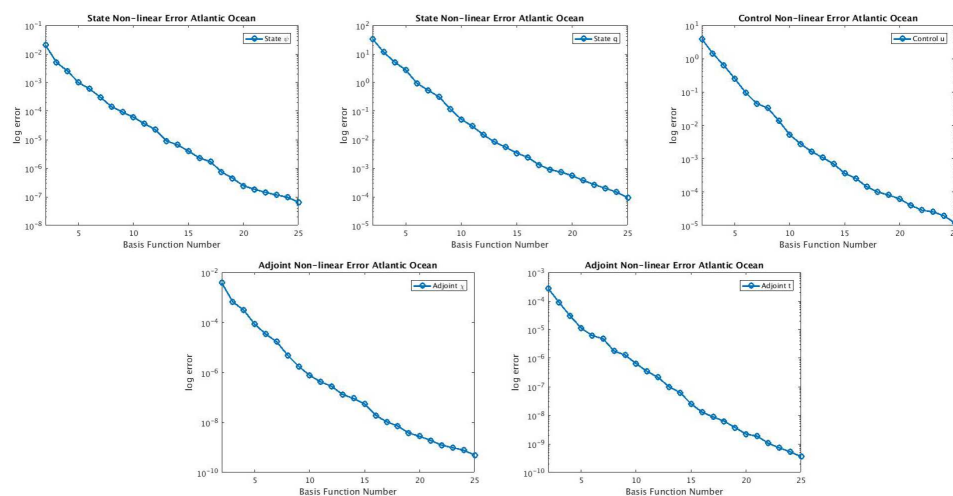 State Non-linear Error Atlantic Ocean
State ψ
log error
10^-1
10^-2
10^-3
10^-4
10^-5
10^-6
10^-7
10^-8
5 10 15 20 25
Basis Function Number
State Non-linear Error Atlantic Ocean
State q
log error
10^2
10^1
10^0
10^-1
10^-2
10^-3
10^-4
10^-5
5 10 15 20 25
Basis Function Number
Control Non-linear Error Atlantic Ocean
Control u
log error
10^1
10^0
10^-1
10^-2
10^-3
10^-4
10^-5
5 10 15 20 25
Basis Function Number
Adjoint Non-linear Error Atlantic Ocean
Adjoint χ
log error
10^-2
10^-4
10^-6
10^-8
10^-10
5 10 15 20 25
Basis Function Number
Adjoint Non-linear Error Atlantic Ocean
Adjoint t
log error
10^-3
10^-4
10^-5
10^-6
10^-7
10^-8
10^-9
10^-10
5 10 15 20 25
Basis Function Number